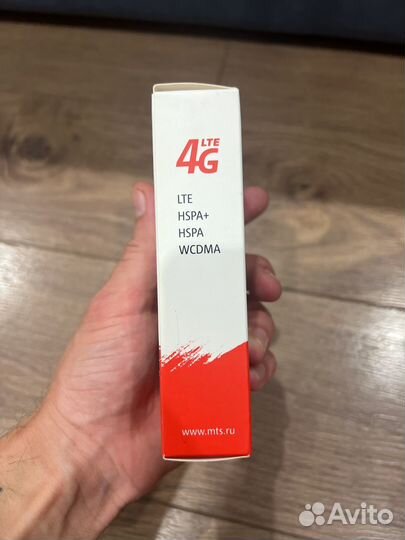 4G LTE
LTE
HSPA+
HSPA
WCDMA
www.mts.ru
Avito